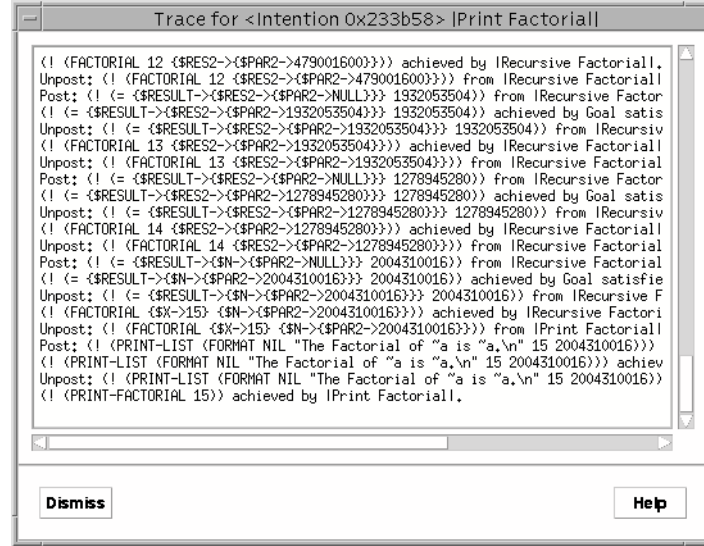 Trace for <Intention 0x233b58> |Print Factorial|
(! (FACTORIAL 12 {$RES2->{$PAR2->479001600}})) achieved by |Recursive Factorial|.
Unpost: (! (FACTORIAL 12 {$RES2->{$PAR2->479001600}})) from |Recursive Factorial|
Post: (! (= {$RESULT->{$RES2->{$PAR2->NULL}}} 1932053504)) from |Recursive Factor
(! (= {$RESULT->{$RES2->{$PAR2->1932053504}}} 1932053504)) achieved by Goal satis
Unpost: (! (= {$RESULT->{$RES2->{$PAR2->1932053504}}} 1932053504)) from |Recursiv
(! (FACTORIAL 13 {$RES2->{$PAR2->1932053504}})) achieved by |Recursive Factorial|
Unpost: (! (FACTORIAL 13 {$RES2->{$PAR2->1932053504}})) from |Recursive Factorial
Post: (! (= {$RESULT->{$RES2->{$PAR2->NULL}}} 1278945280)) from |Recursive Factor
(! (= {$RESULT->{$RES2->{$PAR2->1278945280}}} 1278945280)) achieved by Goal satis
Unpost: (! (= {$RESULT->{$RES2->{$PAR2->1278945280}}} 1278945280)) from |Recursiv
(! (FACTORIAL 14 {$RES2->{$PAR2->1278945280}})) achieved by |Recursive Factorial|
Unpost: (! (FACTORIAL 14 {$RES2->{$PAR2->1278945280}})) from |Recursive Factorial
Post: (! (= {$RESULT->{$N->{$PAR2->NULL}}} 2004310016)) from |Recursive Factorial
(! (= {$RESULT->{$N->{$PAR2->2004310016}}} 2004310016)) achieved by Goal satisfie
Unpost: (! (= {$RESULT->{$N->{$PAR2->2004310016}}} 2004310016)) from |Recursive F
(! (FACTORIAL {$X->15} {$N->{$PAR2->2004310016}})) achieved by |Recursive Factori
Unpost: (! (FACTORIAL {$X->15} {$N->{$PAR2->2004310016}})) from |Print Factorial|
Post: (! (PRINT-LIST (FORMAT NIL "The Factorial of ~a is ~a.\n" 15 2004310016)))
(! (PRINT-LIST (FORMAT NIL "The Factorial of ~a is ~a.\n" 15 2004310016))) achiev
Unpost: (! (PRINT-LIST (FORMAT NIL "The Factorial of ~a is ~a.\n" 15 2004310016))
(! (PRINT-FACTORIAL 15)) achieved by |Print Factorial|.
Dismiss
Help